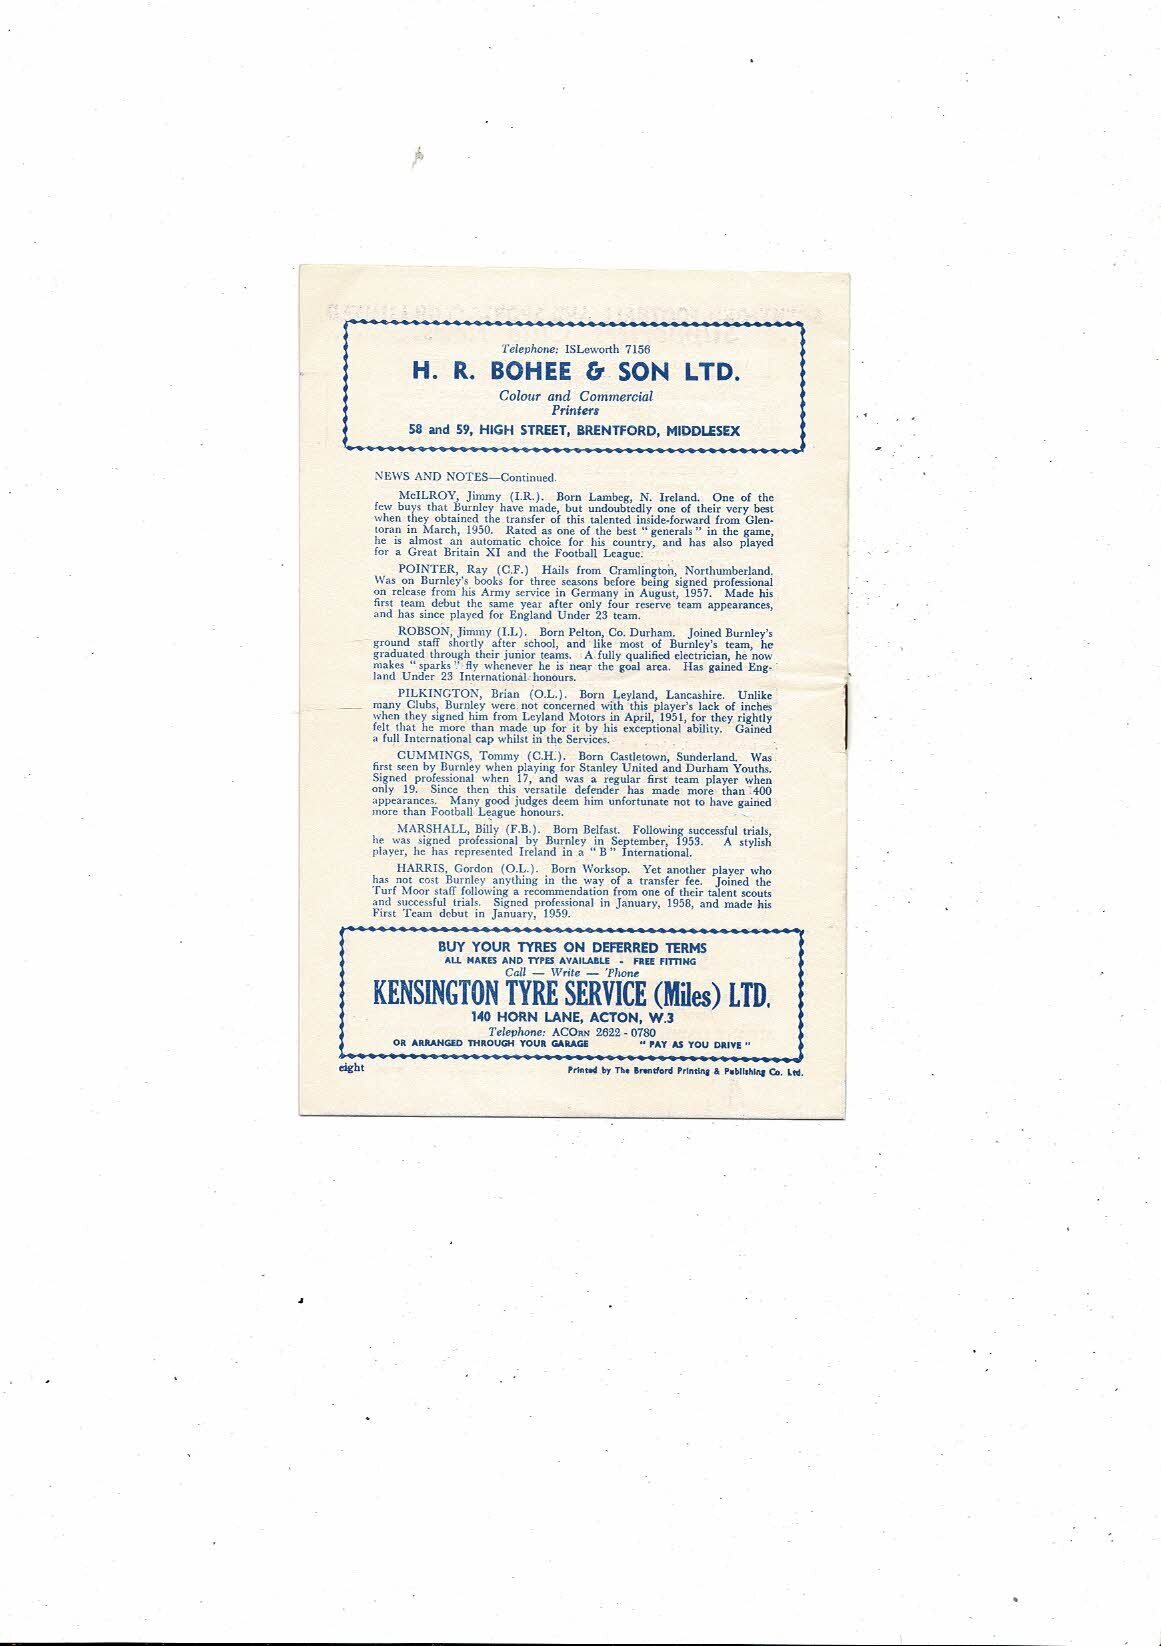 Telephone: ISLeworth 7156
H. R. BOHEE & SON LTD.
Colour and Commercial
Printers
58 and 59, HIGH STREET, BRENTFORD, MIDDLESEX
NEWS AND NOTES—Continued.
McILROY, Jimmy (I.R.). Born Lambeg, N. Ireland. One of the
few buys that Burnley have made, but undoubtedly one of their very best
when they obtained the transfer of this talented inside-forward from Glen-
toran in March, 1950. Rated as one of the best " generals " in the game,
he is almost an automatic choice for his country, and has also played
for a Great Britain XI and the Football League.
POINTER, Ray (C.F.) Hails from Cramlington, Northumberland.
Was on Burnley's books for three seasons before being signed professional
on release from his Army service in Germany in August, 1957. Made his
first team debut the same year after only four reserve team appearances,
and has since played for England Under 23 team.
ROBSON, Jimmy (I.L). Born Pelton, Co. Durham. Joined Burnley's
ground staff shortly after school, and like most of Burnley's team, he
graduated through their junior teams. A fully qualified electrician, he now
makes " sparks " fly whenever he is near the goal area. Has gained Eng-
land Under 23 International honours.
PILKINGTON, Brian (O.L.). Born Leyland, Lancashire. Unlike
many Clubs, Burnley were not concerned with this player's lack of inches
when they signed him from Leyland Motors in April, 1951, for they rightly
felt that he more than made up for it by his exceptional ability. Gained
a full International cap whilst in the Services.
CUMMINGS, Tommy (C.H.). Born Castletown, Sunderland. Was
first seen by Burnley when playing for Stanley United and Durham Youths.
Signed professional when 17, and was a regular first team player when
only 19. Since then this versatile defender has made more than 400
appearances. Many good judges deem him unfortunate not to have gained
more than Football League honours.
MARSHALL, Billy (F.B.). Born Belfast. Following successful trials,
he was signed professional by Burnley in September, 1953. A stylish
player, he has represented Ireland in a " B " International.
HARRIS, Gordon (O.L.). Born Worksop. Yet another player who
has not cost Burnley anything in the way of a transfer fee. Joined the
Turf Moor staff following a recommendation from one of their talent scouts
and successful trials. Signed professional in January, 1958, and made his
First Team debut in January, 1959.
BUY YOUR TYRES ON DEFERRED TERMS
ALL MAKES AND TYPES AVAILABLE - FREE FITTING
Call — Write — 'Phone
KENSINGTON TYRE SERVICE (Miles) LTD.
140 HORN LANE, ACTON, W.3
Telephone: ACORN 2622 - 0780
OR ARRANGED THROUGH YOUR GARAGE " PAY AS YOU DRIVE "
eight Printed by The Brentford Printing & Publishing Co. Ltd.